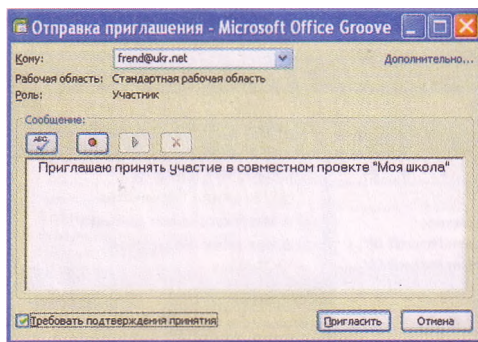 Отправка приглашения - Microsoft Office Groove
Кому: frend@ukr.net Дополнительно...
Рабочая область: Стандартная рабочая область
Роль: Участник
Сообщение:
ABC
Приглашаю принять участие в совместном проекте "Моя школа"
Требовать подтверждения принятия Пригласить Отмена